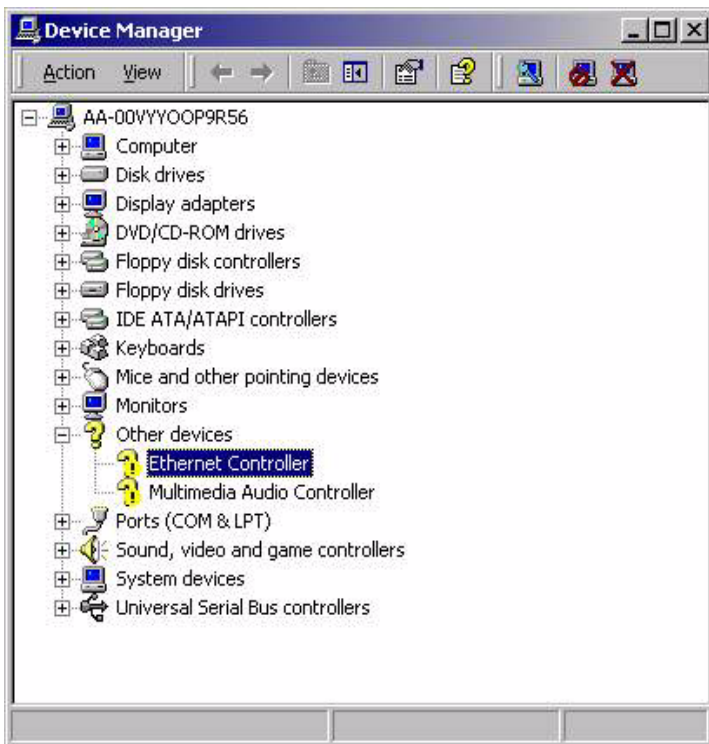 Device Manager
Action View
AA-00VYYOOP9R56
Computer
Disk drives
Display adapters
DVD/CD-ROM drives
Floppy disk controllers
Floppy disk drives
IDE ATA/ATAPI controllers
Keyboards
Mice and other pointing devices
Monitors
Other devices
Ethernet Controller
Multimedia Audio Controller
Ports (COM & LPT)
Sound, video and game controllers
System devices
Universal Serial Bus controllers